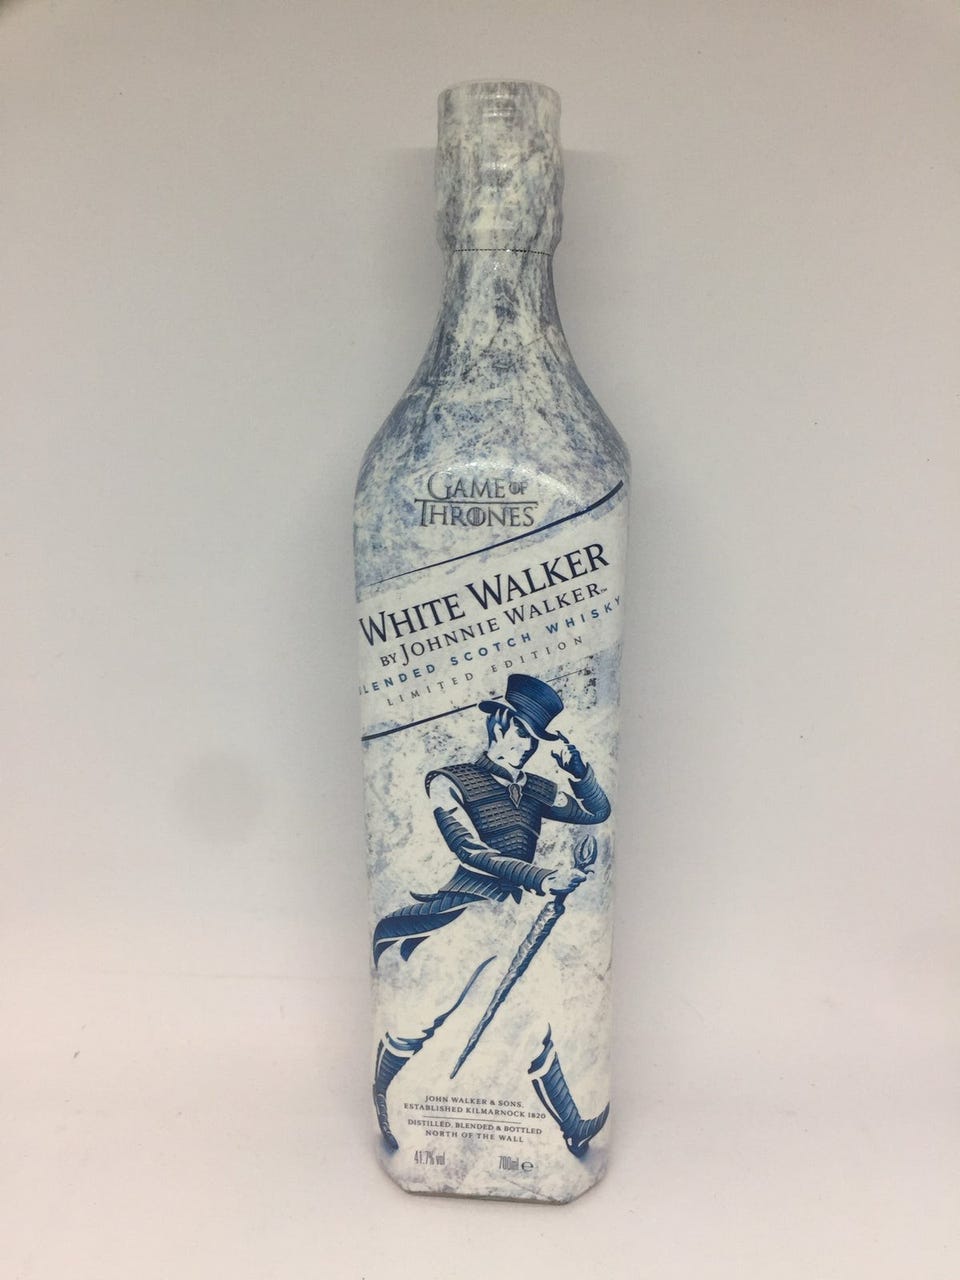 GAME OF
THRONES
WHITE WALKER
BY JOHNNIE WALKER™
BLENDED SCOTCH WHISKY
LIMITED EDITION
JOHN WALKER & SONS,
ESTABLISHED KILMARNOCK 1820
DISTILLED, BLENDED & BOTTLED
NORTH OF THE WALL
41.7% vol 700ml ℮